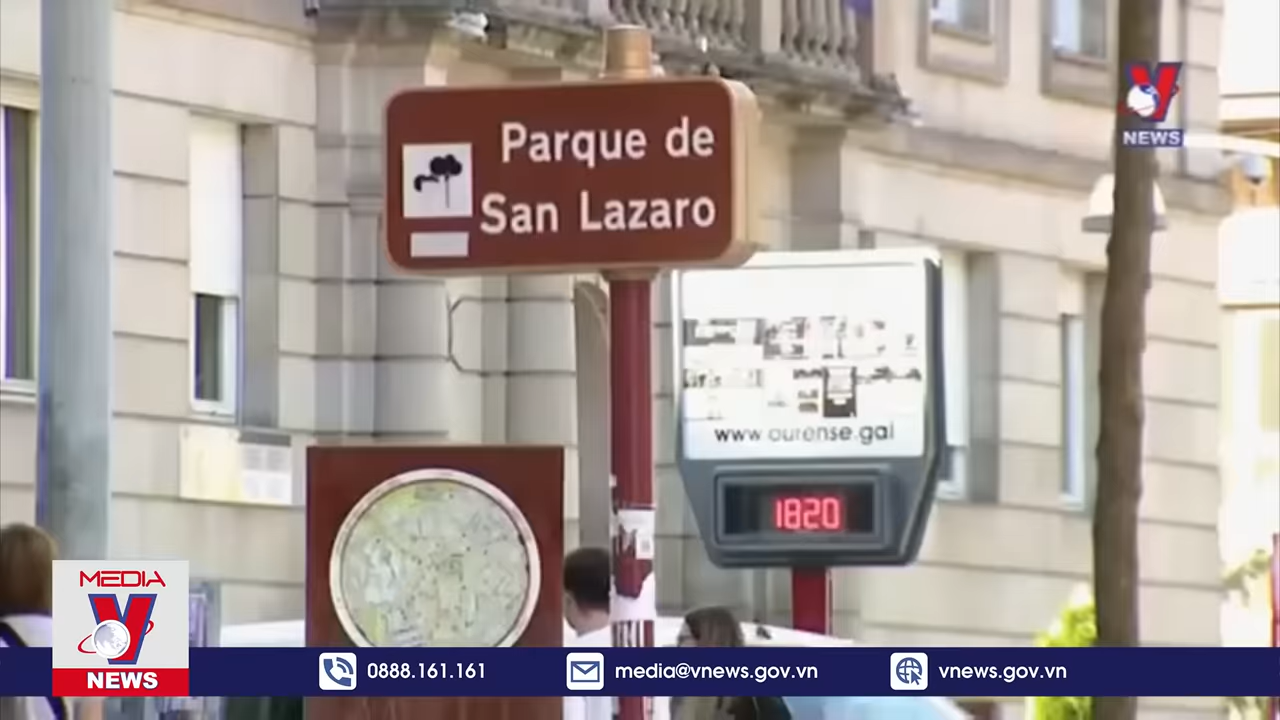 Parque de
San Lazaro
V
NEWS
www.ourense.gal
1820
MEDIA
V
NEWS
0888.161.161
media@vnews.gov.vn
vnews.gov.vn